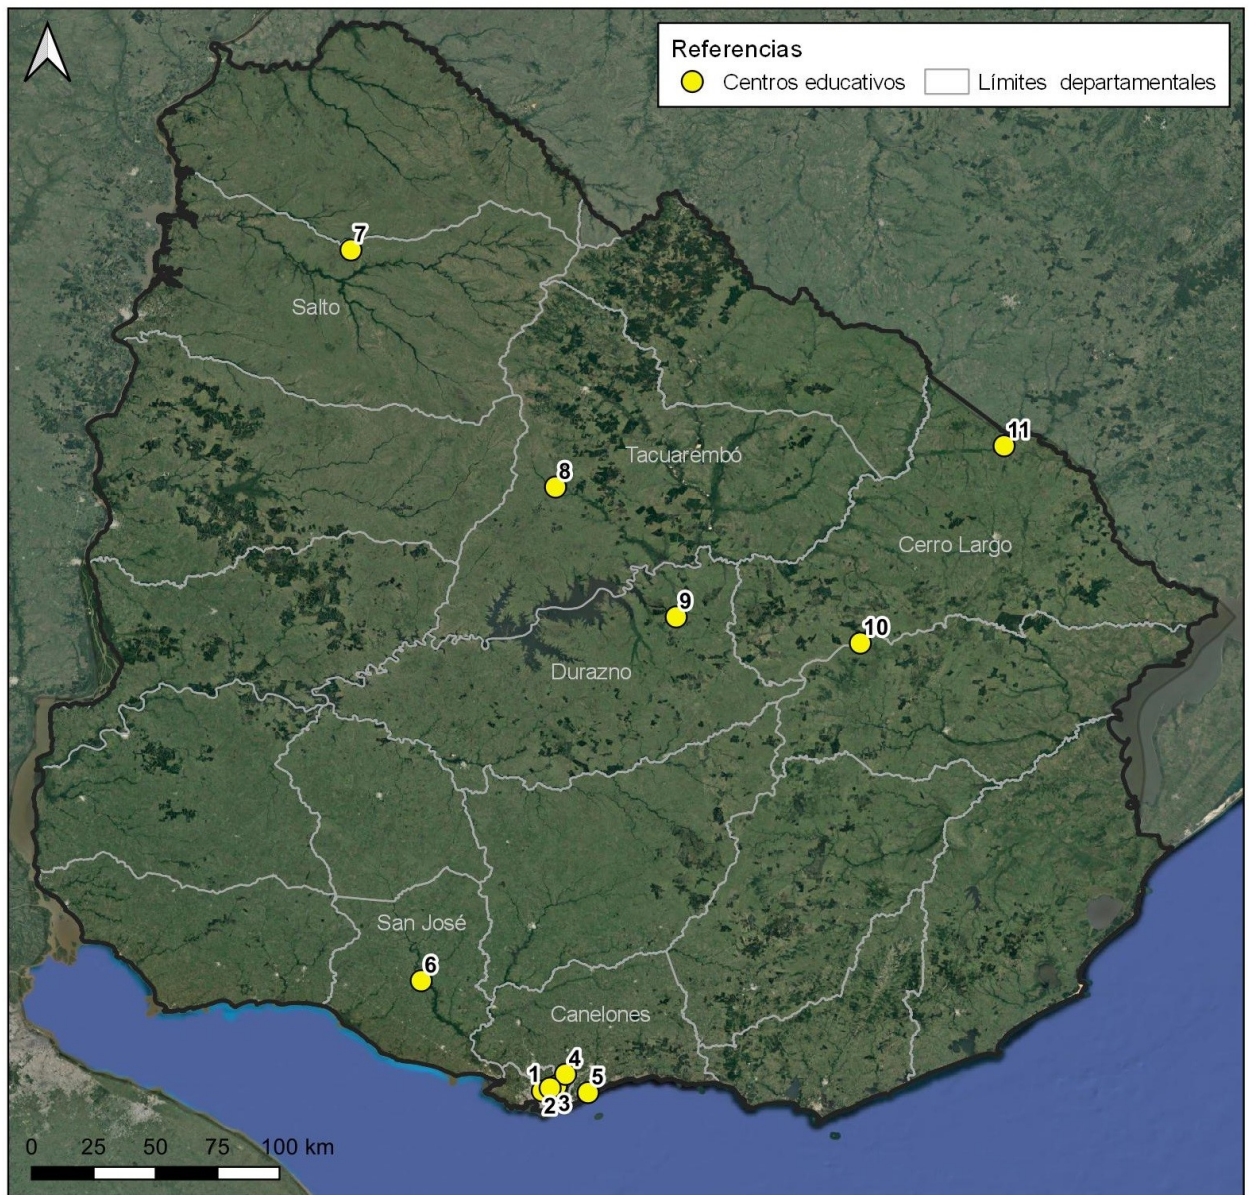 Referencias
Centros educativos Límites departamentales
7
Salto
11
Tacuarembó
8
Cerro Largo
9
10
Durazno
San José
6
Canelones
4
1
5
2 3
0 25 50 75 100 km